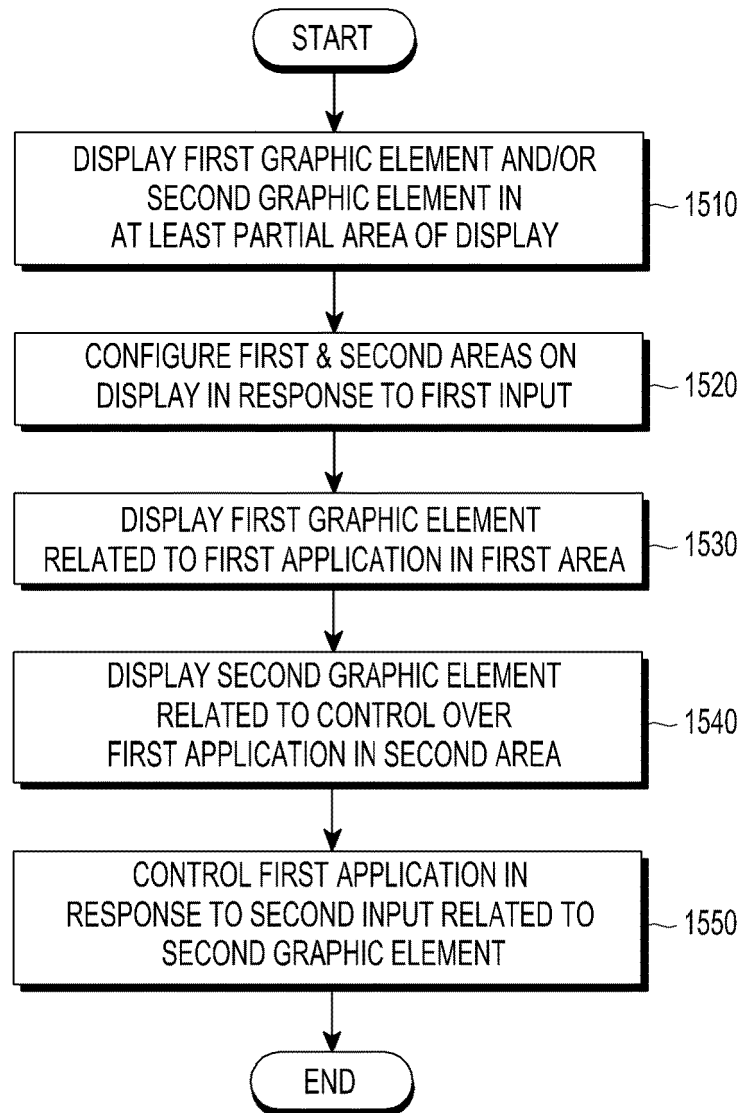 START
DISPLAY FIRST GRAPHIC ELEMENT AND/OR
SECOND GRAPHIC ELEMENT IN
AT LEAST PARTIAL AREA OF DISPLAY
1510
CONFIGURE FIRST & SECOND AREAS ON
DISPLAY IN RESPONSE TO FIRST INPUT
1520
DISPLAY FIRST GRAPHIC ELEMENT
RELATED TO FIRST APPLICATION IN FIRST AREA
1530
DISPLAY SECOND GRAPHIC ELEMENT
RELATED TO CONTROL OVER
FIRST APPLICATION IN SECOND AREA
1540
CONTROL FIRST APPLICATION IN
RESPONSE TO SECOND INPUT RELATED TO
SECOND GRAPHIC ELEMENT
1550
END